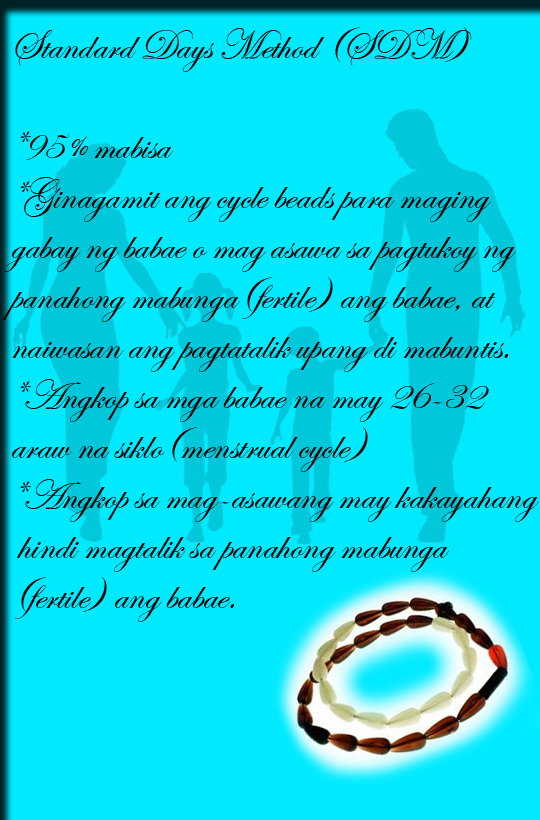 Standard Days Method (SDM)
*95% mabisa
*Ginagamit ang cycle beads para maging
gabay ng babae o mag asawa sa pagtukoy ng
panahong mabunga (fertile) ang babae, at
naiwasan ang pagtatalik upang di mabuntis.
*Angkop sa mga babae na may 26-32
araw na siklo (menstrual cycle)
*Angkop sa mag-asawang may kakayahang
hindi magtalik sa panahong mabunga
(fertile) ang babae.